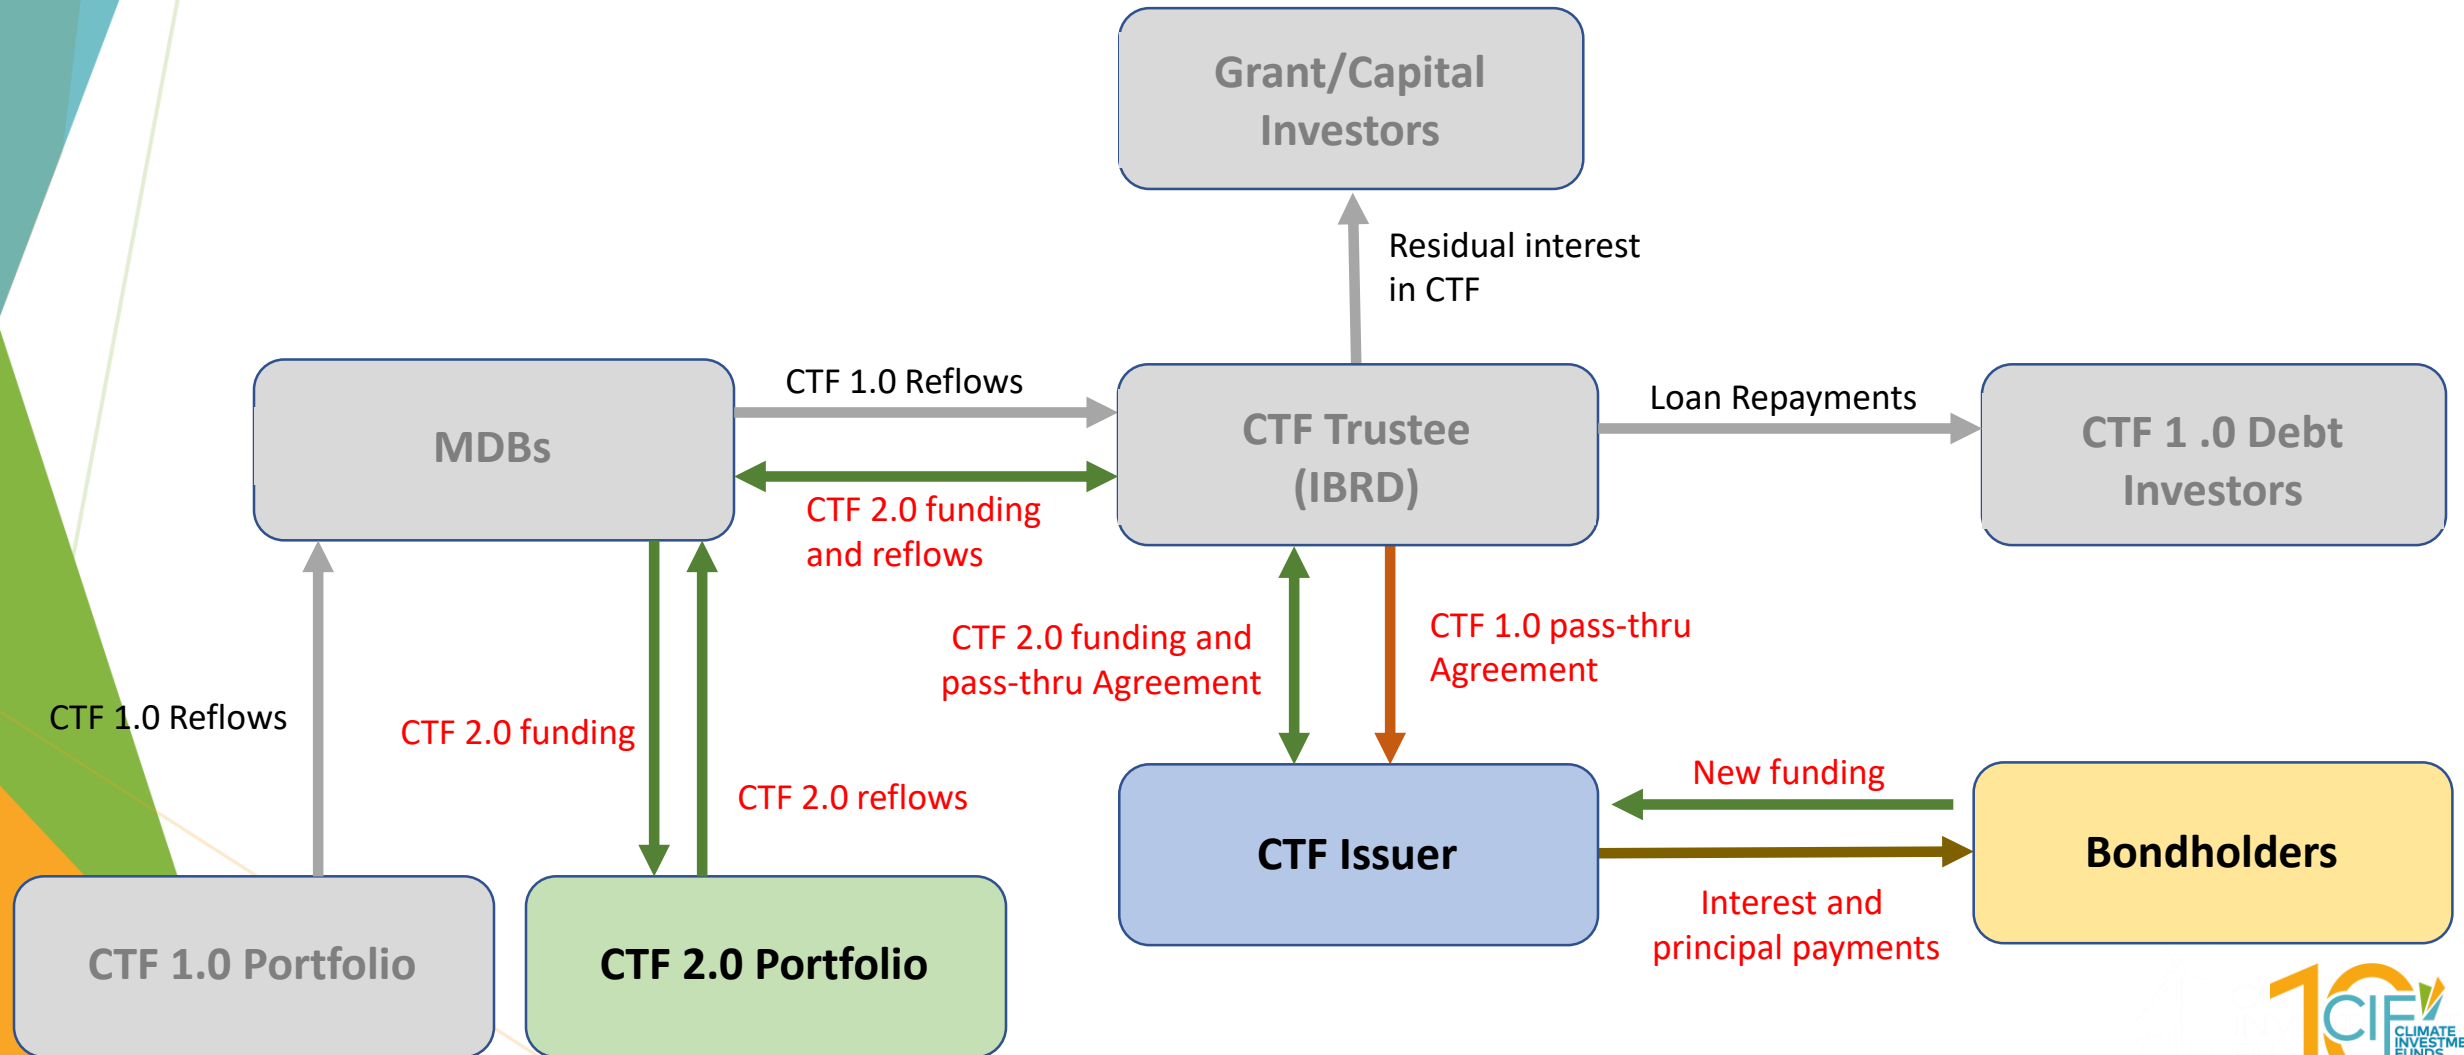 Grant/Capital
Investors
Residual interest
in CTF
MDBs
CTF 1.0 Reflows
CTF Trustee
(IBRD)
Loan Repayments
CTF 1 .0 Debt
Investors
CTF 2.0 funding
and reflows
CTF 2.0 funding and
pass-thru Agreement
CTF 1.0 pass-thru
Agreement
CTF 1.0 Reflows
CTF 2.0 funding
CTF 2.0 reflows
New funding
CTF Issuer
Bondholders
Interest and
principal payments
CTF 1.0 Portfolio
CTF 2.0 Portfolio
10
CIF
CLIMATE
INVESTME
FUNDS